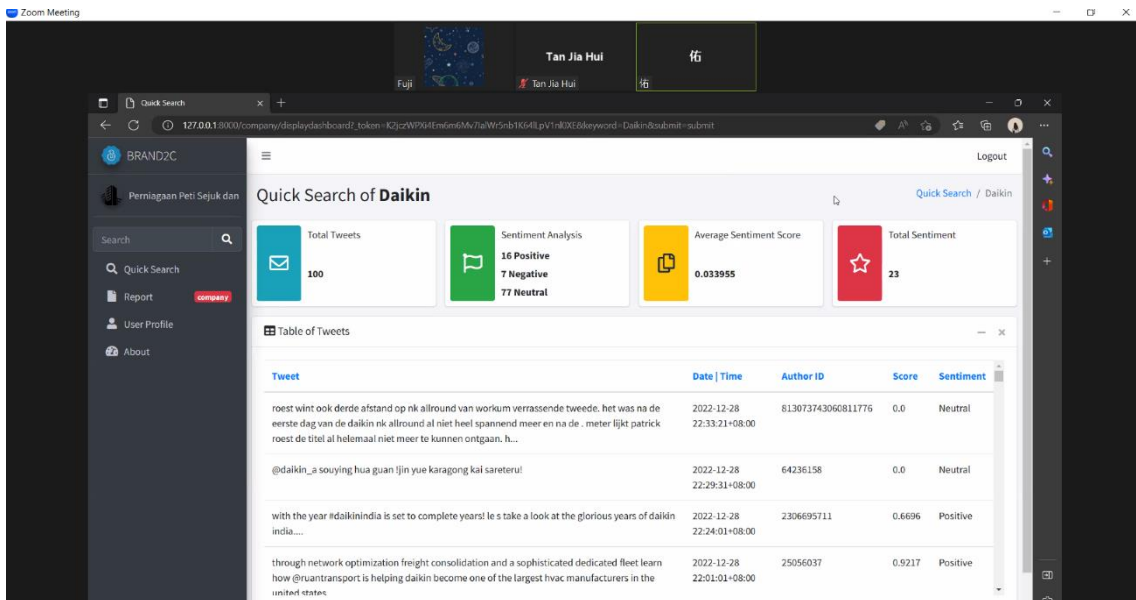 Zoom Meeting
Tan Jia Hui
佑
Fuji
Tan Jia Hui
佑
Quick Search
127.0.0.1:8000/company/displaydashboard?_token=K2jczWPXi4Em6m6Mv7IalWr5nb1K64lLpV1nl0XE&keyword=Daikin&submit=submit
BRAND2C
Logout
Perniagaan Peti Sejuk dan
Quick Search of Daikin
Quick Search / Daikin
Search
Quick Search
Report company
User Profile
About
Total Tweets
100
Sentiment Analysis
16 Positive
7 Negative
77 Neutral
Average Sentiment Score
0.033955
Total Sentiment
23
Table of Tweets
Tweet Date | Time Author ID Score Sentiment
roest wint ook derde afstand op nk allround van workum verrassende tweede. het was na de 2022-12-28 813073743060811776 0.0 Neutral
eerste dag van de daikin nk allround al niet heel spannend meer en na de . meter lijkt patrick 22:33:21+08:00
roest de titel al helemaal niet meer te kunnen ontgaan. h...
@daikin_a souying hua guan !jin yue karagong kai sareteru! 2022-12-28 64236158 0.0 Neutral
22:29:31+08:00
with the year #daikinindia is set to complete years! le s take a look at the glorious years of daikin 2022-12-28 2306695711 0.6696 Positive
india.... 22:24:01+08:00
through network optimization freight consolidation and a sophisticated dedicated fleet learn 2022-12-28 25056037 0.9217 Positive
how @ruantransport is helping daikin become one of the largest hvac manufacturers in the 22:01:01+08:00
united states